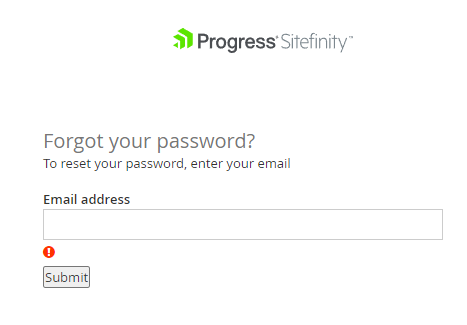 Progress® Sitefinity™
Forgot your password?
To reset your password, enter your email
Email address
!
Submit